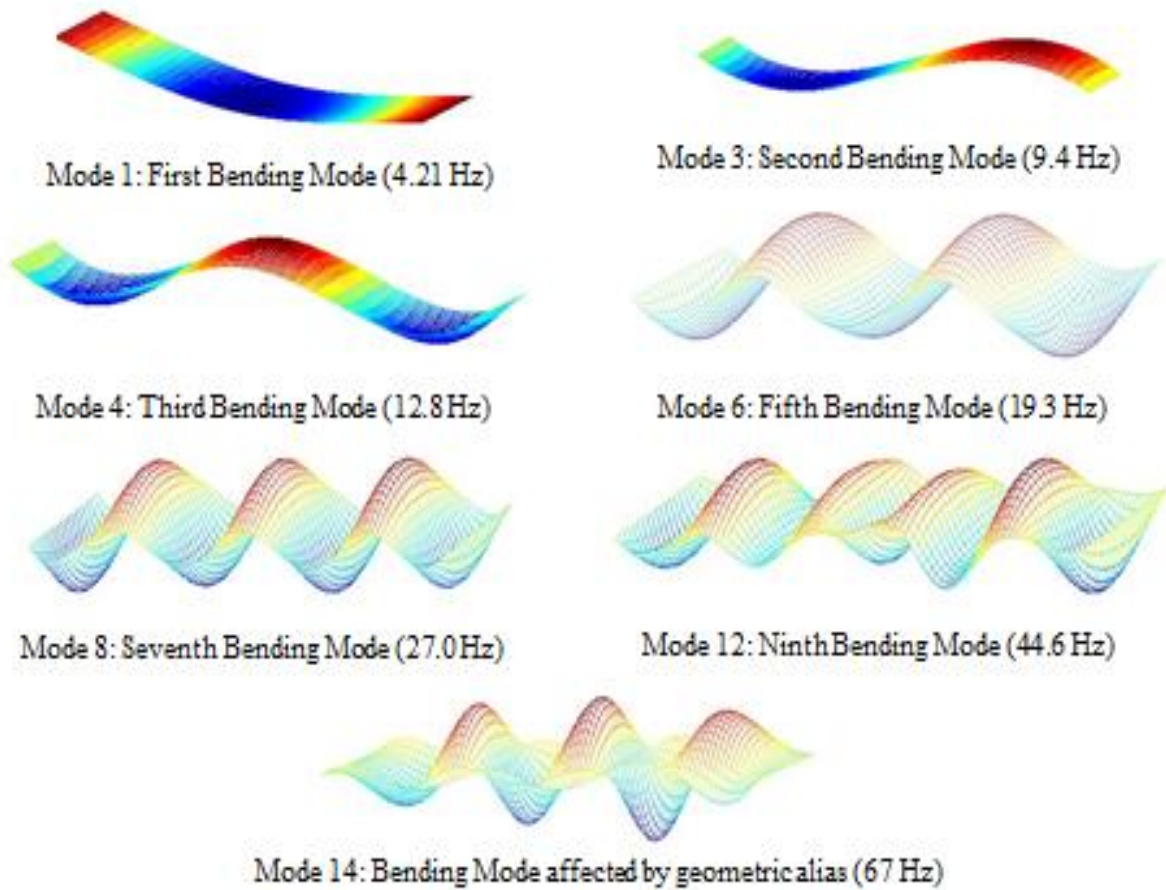 Mode 1: First Bending Mode (4.21 Hz)
Mode 3: Second Bending Mode (9.4 Hz)
Mode 4: Third Bending Mode (12.8 Hz)
Mode 6: Fifth Bending Mode (19.3 Hz)
Mode 8: Seventh Bending Mode (27.0 Hz)
Mode 12: Ninth Bending Mode (44.6 Hz)
Mode 14: Bending Mode affected by geometric alias (67 Hz)